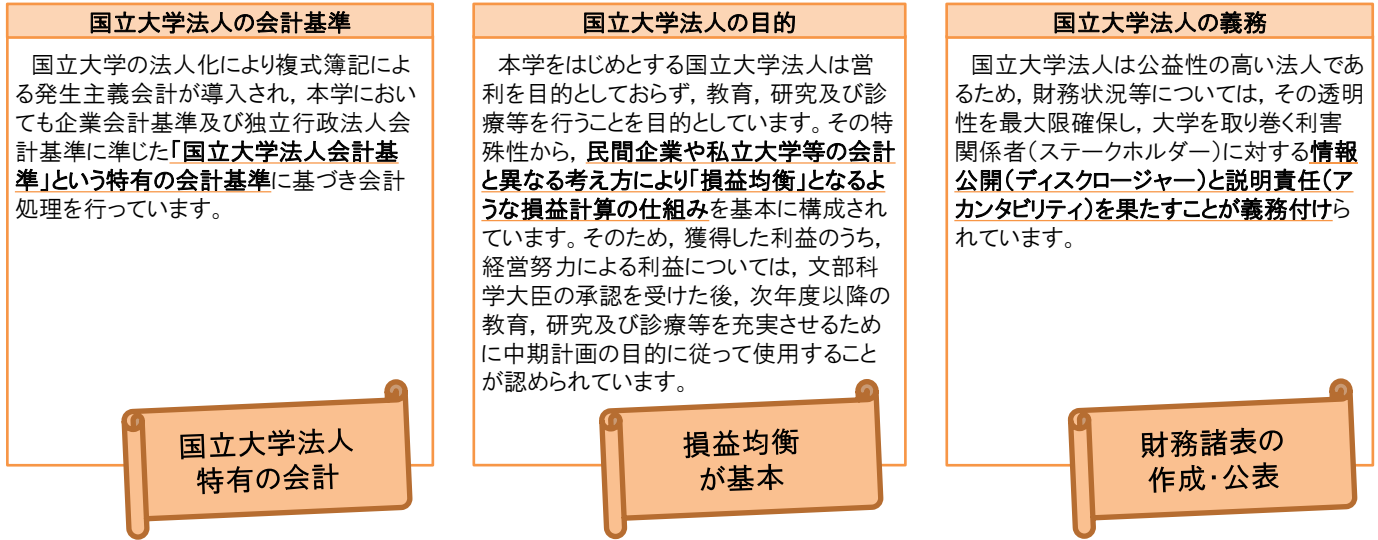 国立大学法人の会計基準
国立大学の法人化により複式簿記によ
る発生主義会計が導入され，本学におい
ても企業会計基準及び独立行政法人会
計基準に準じた「国立大学法人会計基
準」という特有の会計基準に基づき会計
処理を行っています。
国立大学法人
特有の会計
国立大学法人の目的
本学をはじめとする国立大学法人は営
利を目的としておらず，教育，研究及び診
療等を行うことを目的としています。その特
殊性から，民間企業や私立大学等の会計
と異なる考え方により「損益均衡」となるよ
うな損益計算の仕組みを基本に構成され
ています。そのため，獲得した利益のうち，
経営努力による利益については，文部科
学大臣の承認を受けた後，次年度以降の
教育，研究及び診療等を充実させるため
に中期計画の目的に従って使用すること
が認められています。
損益均衡
が基本
国立大学法人の義務
国立大学法人は公益性の高い法人であ
るため，財務状況等については，その透明
性を最大限確保し，大学を取り巻く利害
関係者（ステークホルダー）に対する情報
公開（ディスクロージャー）と説明責任（ア
カンタビリティ）を果たすことが義務付けら
れています。
財務諸表の
作成・公表